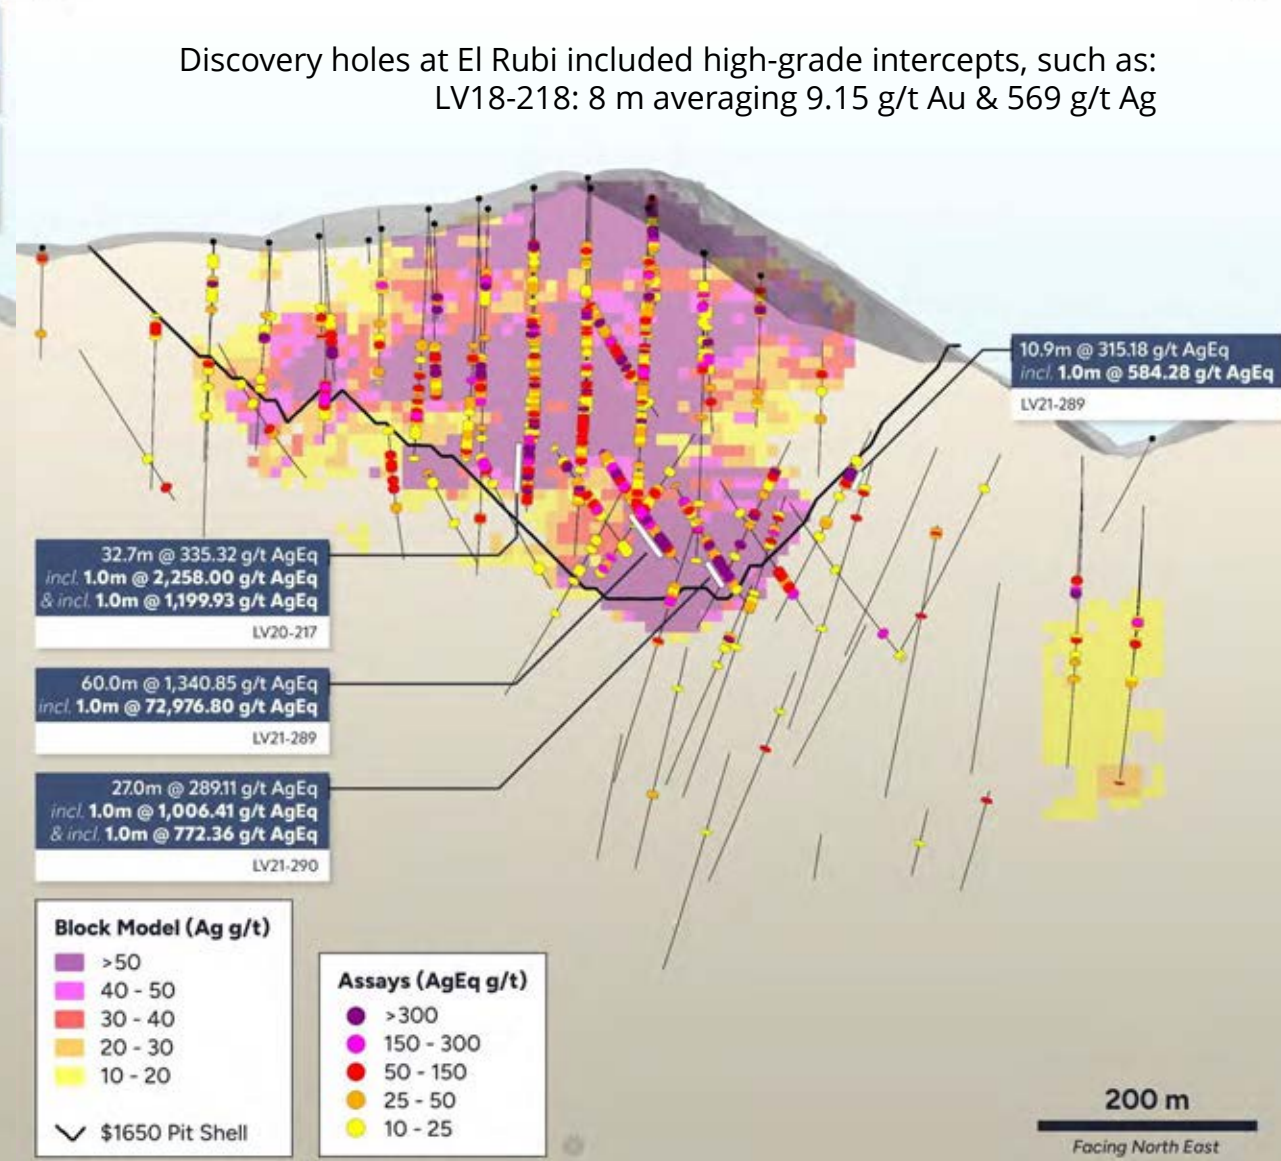 Discovery holes at El Rubi included high-grade intercepts, such as:
LV18-218: 8 m averaging 9.15 g/t Au & 569 g/t Ag
10.9m @ 315.18 g/t AgEq
incl. 1.0m @ 584.28 g/t AgEq
LV21-289
32.7m @ 335.32 g/t AgEq
incl. 1.0m @ 2,258.00 g/t AgEq
& incl. 1.0m @ 1,199.93 g/t AgEq
LV20-217
60.0m @ 1,340.85 g/t AgEq
incl. 1.0m @ 72,976.80 g/t AgEq
LV21-289
27.0m @ 289.11 g/t AgEq
incl. 1.0m @ 1,006.41 g/t AgEq
& incl. 1.0m @ 772.36 g/t AgEq
LV21-290
Block Model (Ag g/t)
>50
40 - 50
30 - 40
20 - 30
10 - 20
$1650 Pit Shell
Assays (AgEq g/t)
>300
150 - 300
50 - 150
25 - 50
10 - 25
200 m
Facing North East